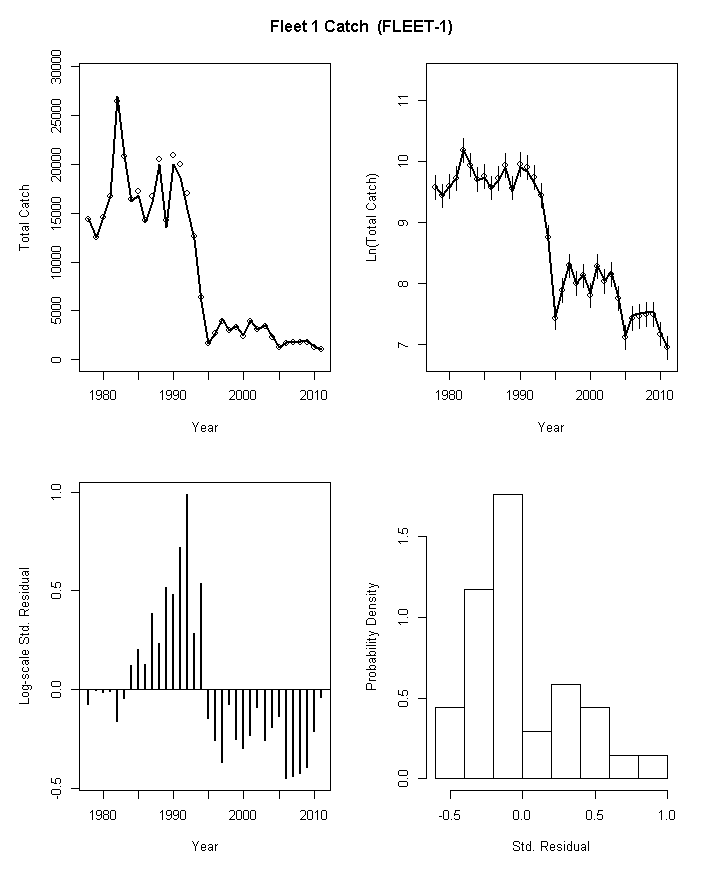 Fleet 1 Catch (FLEET-1)
Total Catch
30000
25000
20000
15000
10000
5000
0
1980 1990 2000 2010
Year
Ln(Total Catch)
11
10
9
8
7
1980 1990 2000 2010
Year
Log-scale Std. Residual
1.0
0.5
0.0
-0.5
1980 1990 2000 2010
Year
Probability Density
1.5
1.0
0.5
0.0
-0.5 0.0 0.5 1.0
Std. Residual